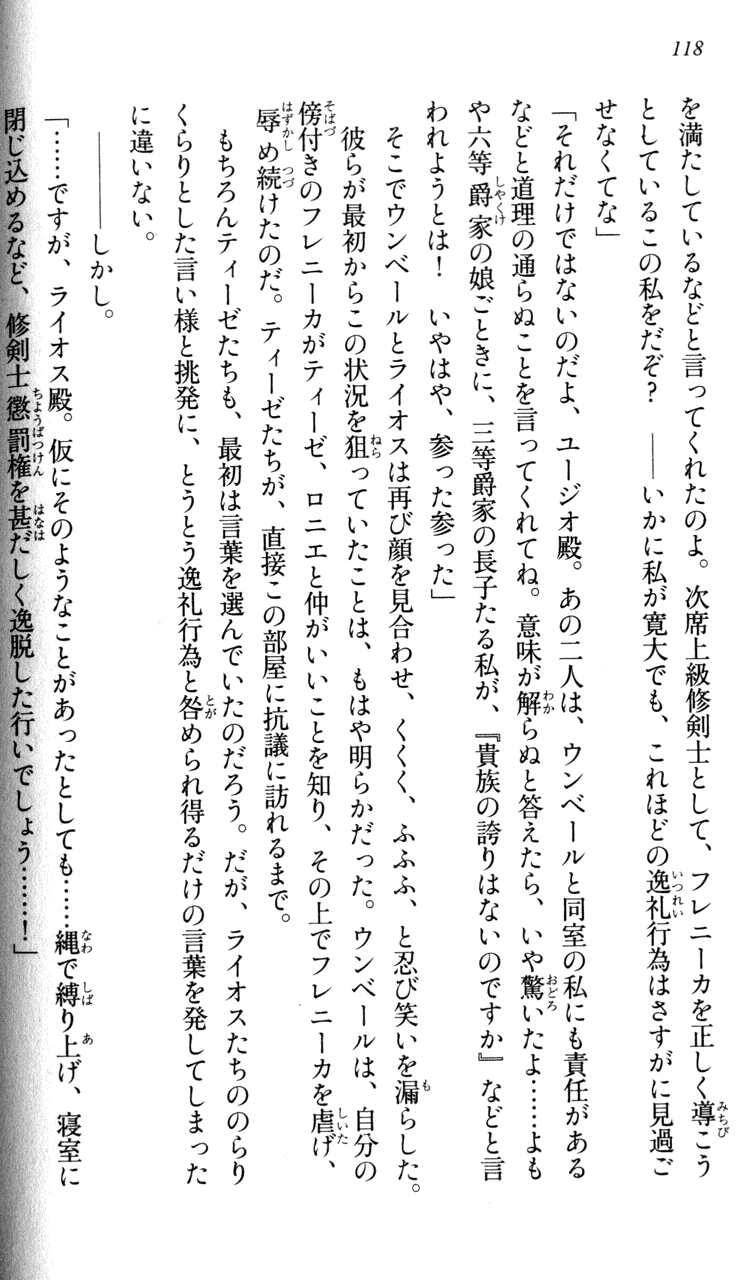 118
を満たしているなどと言ってくれたのよ。次席上級修剣士として、フレニーカを正しく導こう
としているこの私をだぞ？　――いかに私が寛大でも、これほどの逸礼行為はさすがに見過ご
せなくてな」
「それだけではないのだよ、ユージオ殿。あの二人は、ウンベールと同室の私にも責任がある
などと道理の通らぬことを言ってくれてね。意味が解らぬと答えたら、いや驚いたよ……よも
や六等爵家の娘ごときに、三等爵家の長子たる私が、『貴族の誇りはないのですか』などと言
われようとは！　いやはや、参った参った」
そこでウンベールとライオスは再び顔を見合わせ、くくく、ふふふ、と忍び笑いを漏らした。
彼らが最初からこの状況を狙っていたことは、もはや明らかだった。ウンベールは、自分の
傍付きのフレニーカがティーゼ、ロニエと仲がいいことを知り、その上でフレニーカを虐げ、
辱め続けたのだ。ティーゼたちが、直接この部屋に抗議に訪れるまで。
もちろんティーゼたちも、最初は言葉を選んでいたのだろう。だが、ライオスたちののらり
くらりとした言い様と挑発に、とうとう逸礼行為と咎められ得るだけの言葉を発してしまった
に違いない。
――しかし。
「……ですが、ライオス殿。仮にそのようなことがあったとしても……縄で縛り上げ、寝室に
閉じ込めるなど、修剣士懲罰権を甚だしく逸脱した行いでしょう……！」